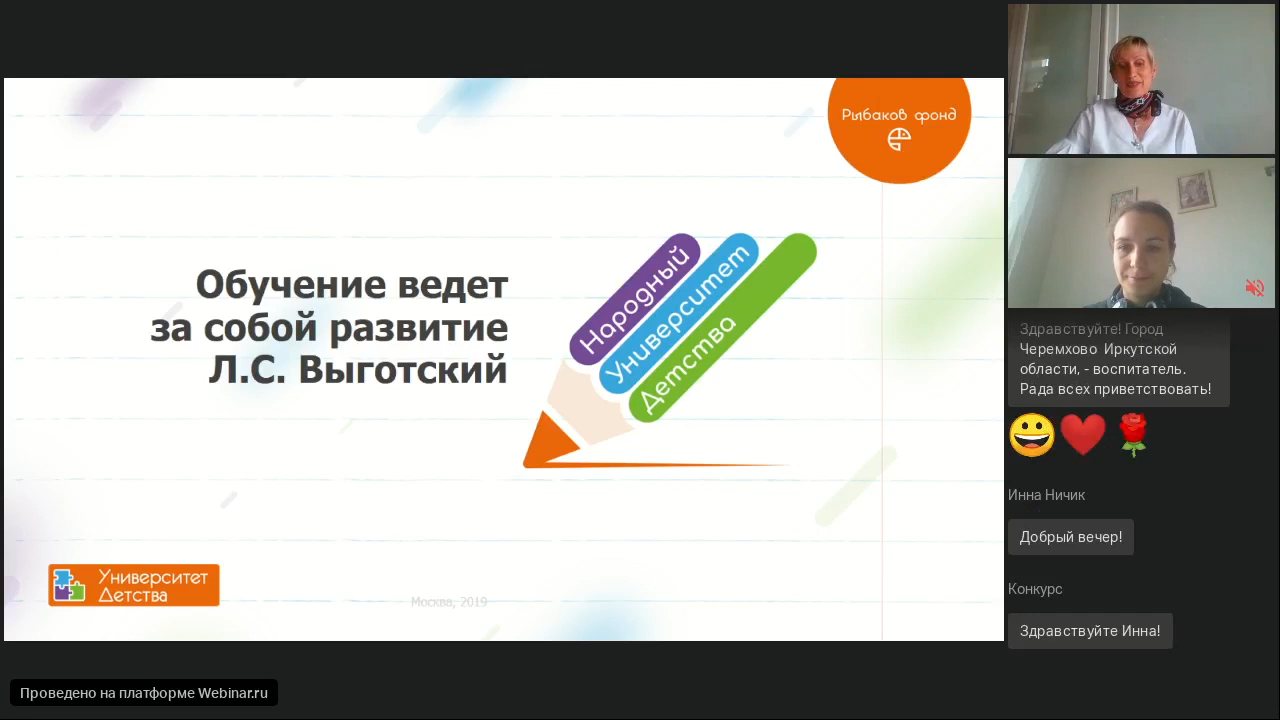 Рыбаков фонд
Обучение ведет
за собой развитие
Л.С. Выготский
Народный
Университет
Детства
Университет
Детства
Москва, 2019
Проведено на платформе Webinar.ru
Здравствуйте! Город
Черемхово Иркутской
области, - воспитатель.
Рада всех приветствовать!
Инна Ничик
Добрый вечер!
Конкурс
Здравствуйте Инна!